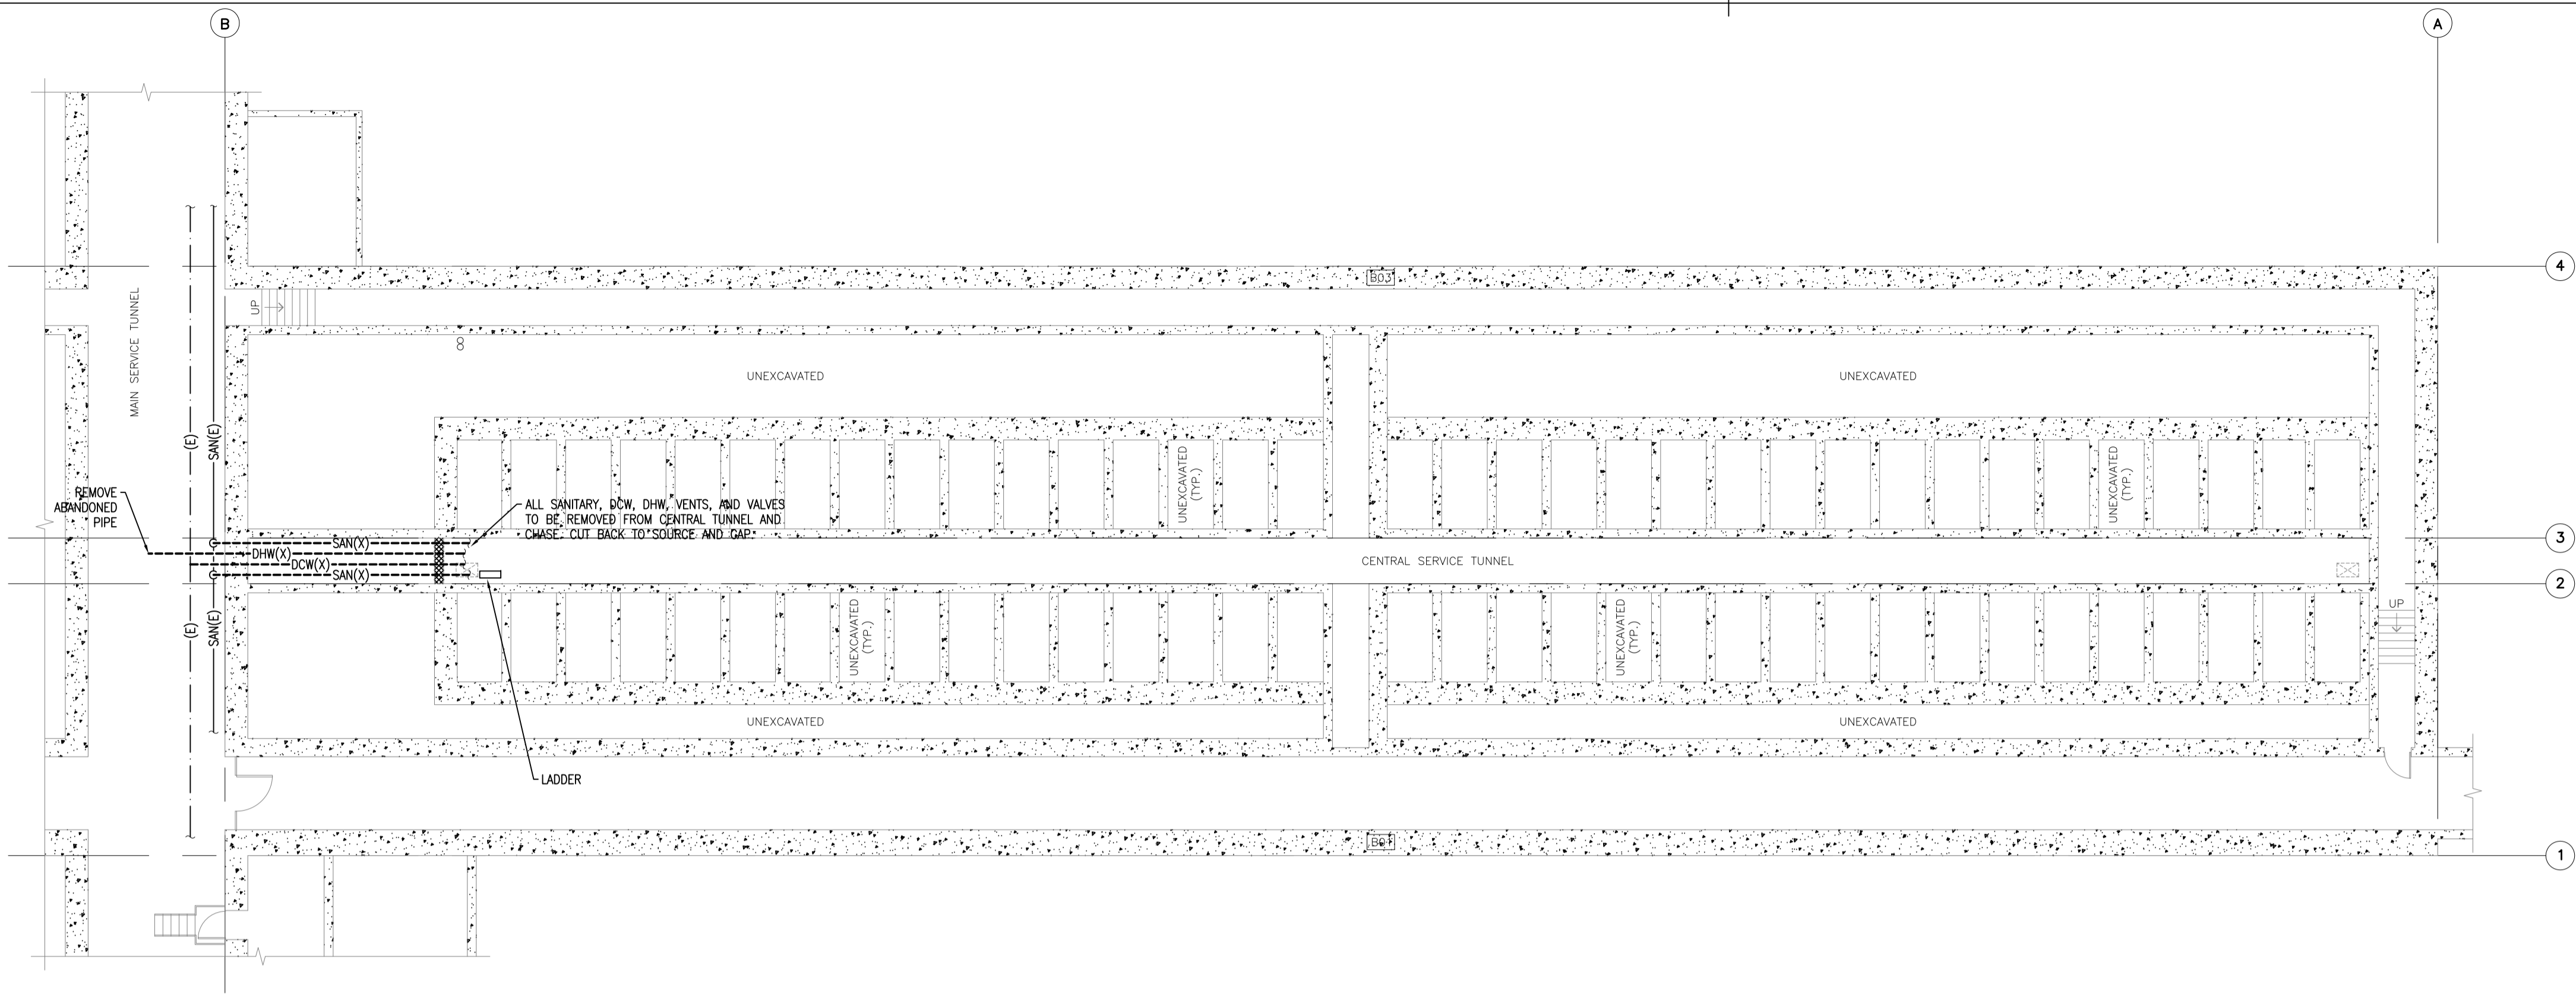 B
A
4
MAIN SERVICE TUNNEL
B03
UP
UNEXCAVATED
UNEXCAVATED
(E)
SAN(E)
UNEXCAVATED
(TYP.)
UNEXCAVATED
(TYP.)
REMOVE
ABANDONED
PIPE
ALL SANITARY, DCW, DHW, VENTS, AND VALVES
TO BE REMOVED FROM CENTRAL TUNNEL AND
CHASE. CUT BACK TO SOURCE AND CAP.
SAN(X)
DHW(X)
DCW(X)
SAN(X)
CENTRAL SERVICE TUNNEL
3
2
(E)
SAN(E)
UNEXCAVATED
(TYP.)
UNEXCAVATED
(TYP.)
UP
UNEXCAVATED
UNEXCAVATED
LADDER
1